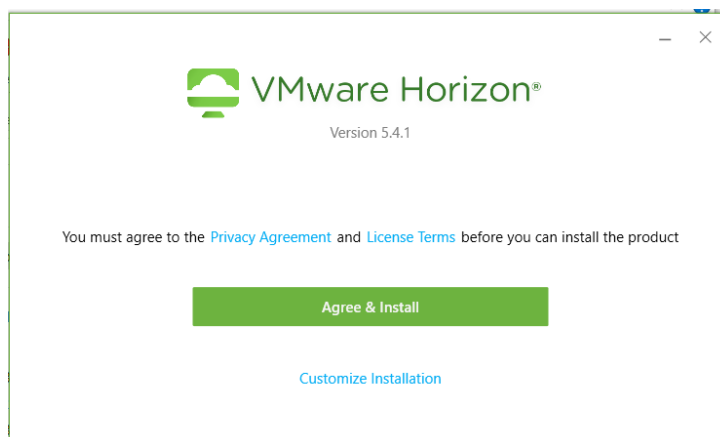 VMware Horizon®
Version 5.4.1
You must agree to the Privacy Agreement and License Terms before you can install the product
Agree & Install
Customize Installation